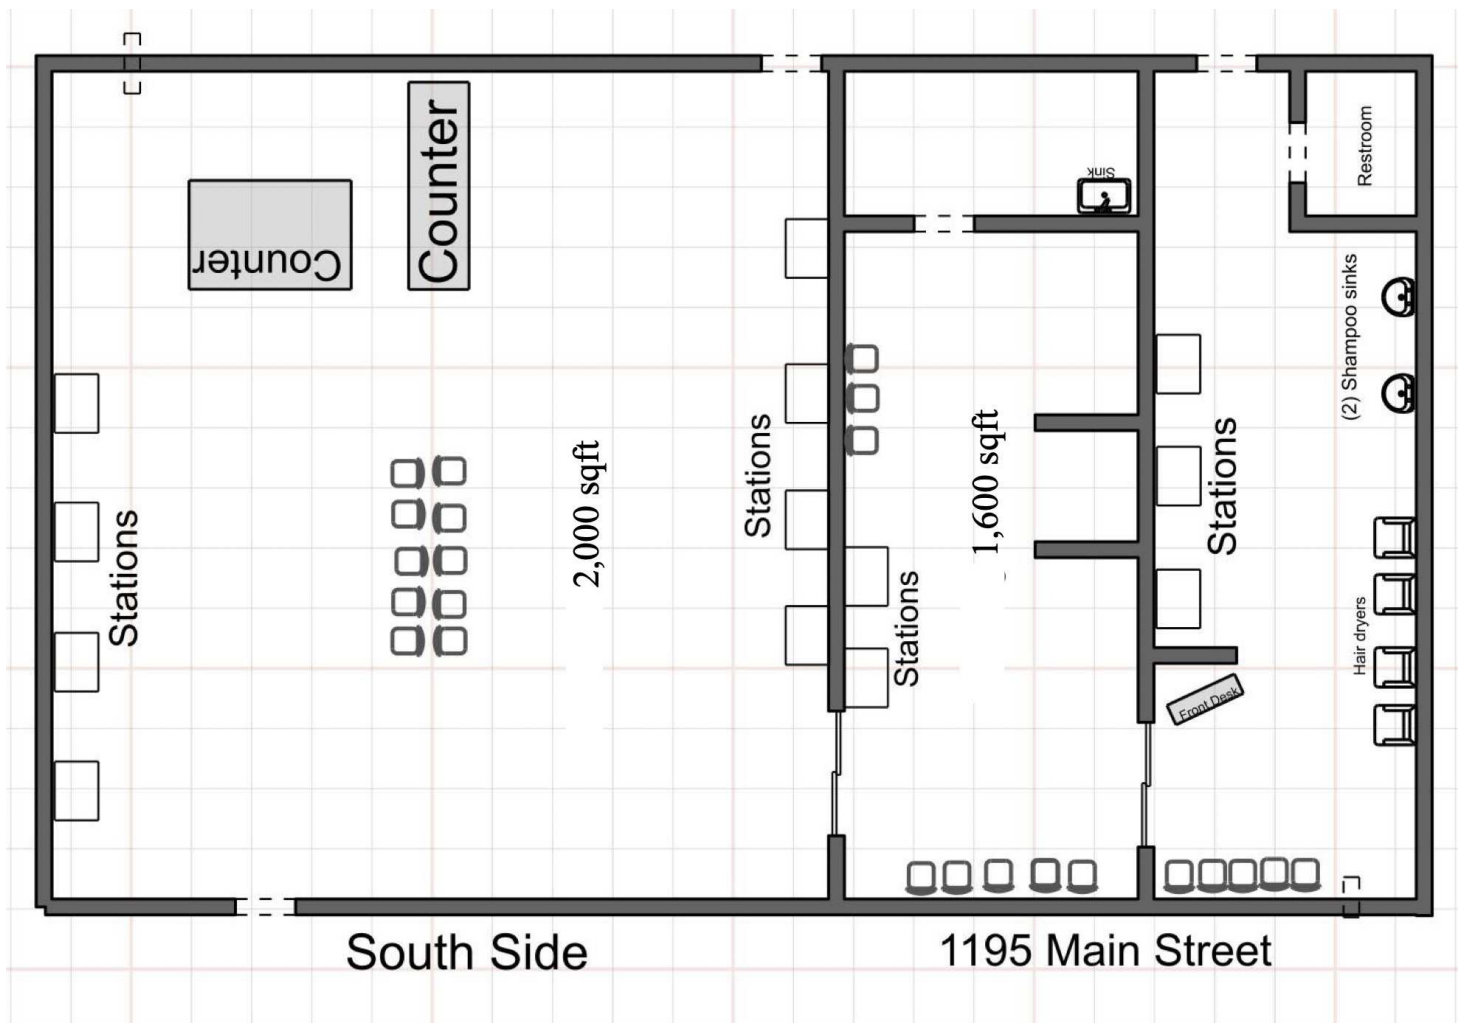 Counter
Counter
Sink
Restroom
(2) Shampoo sinks
Stations
2,000 sqft
Stations
1,600 sqft
Stations
Stations
Hair dryers
Front Desk
South Side
1195 Main Street